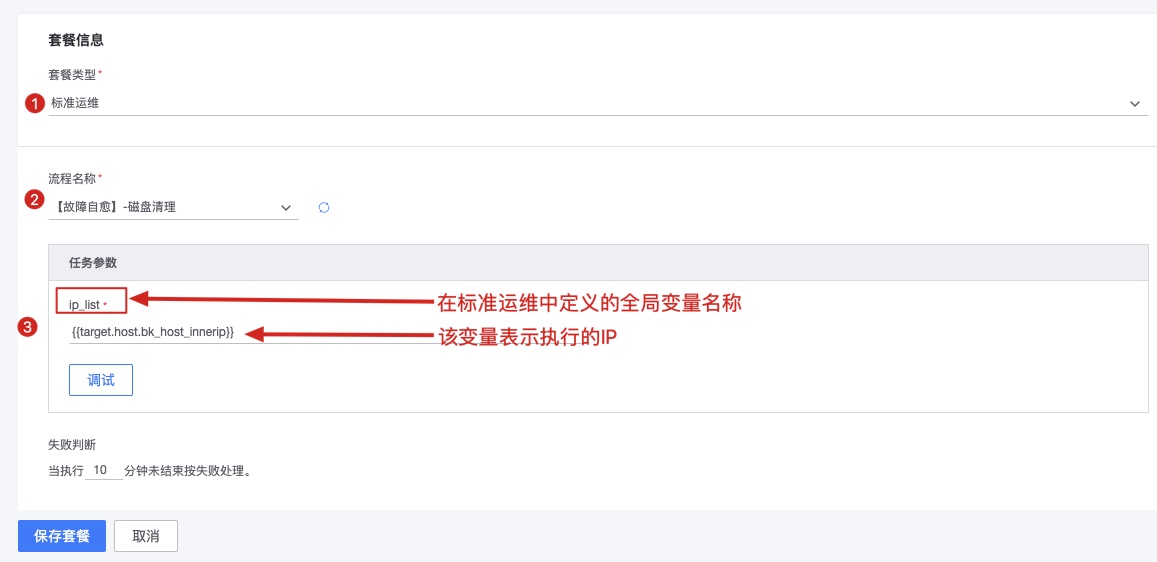 套餐信息
套餐类型*
1 标准运维
流程名称*
2 【故障自愈】-磁盘清理
任务参数
ip_list * 在标准运维中定义的全局变量名称
3 {{target.host.bk_host_innerip}} 该变量表示执行的IP
调试
失败判断
当执行 10 分钟未结束按失败处理。
保存套餐 取消